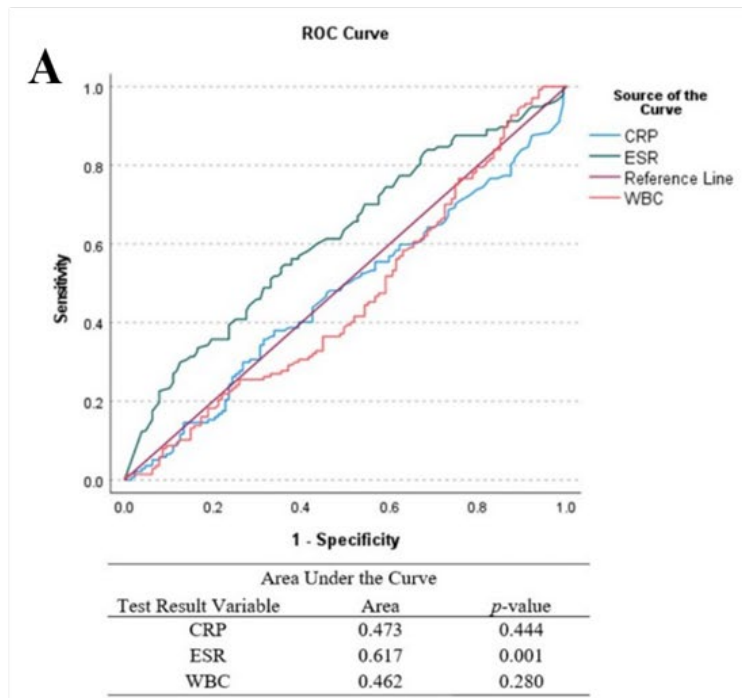 ROC Curve
A
1.0
0.8
0.6
0.4
0.2
0.0
Sensitivity
0.0 0.2 0.4 0.6 0.8 1.0
1 - Specificity
Source of the
Curve
CRP
ESR
Reference Line
WBC
Area Under the Curve
Test Result Variable Area p-value
CRP 0.473 0.444
ESR 0.617 0.001
WBC 0.462 0.280